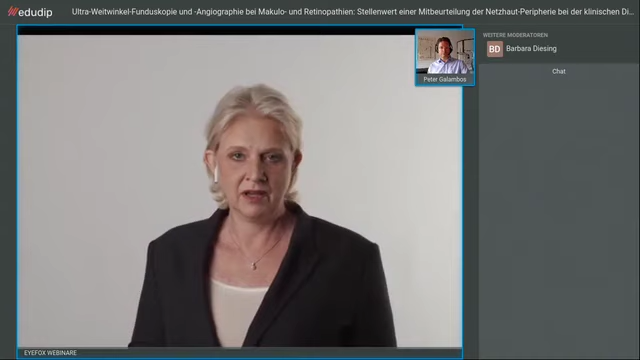 edudip
Ultra-Weitwinkel-Funduskopie und -Angiographie bei Makulo- und Retinopathien: Stellenwert einer Mitbeurteilung der Netzhaut-Peripherie bei der klinischen Di...
Peter Galambos
WEITERE MODERATOREN
BD Barbara Diesing
Chat
EYEFOX WEBINARE